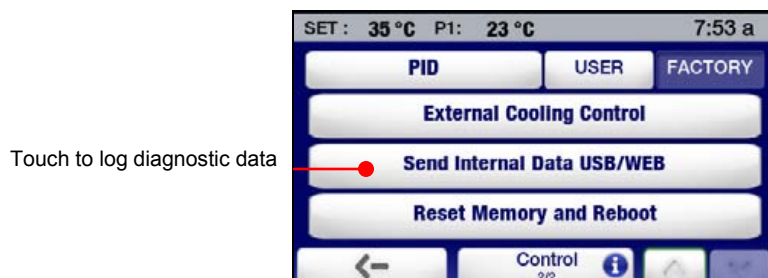 SET : 35 °C P1: 23 °C 7:53 a
PID USER FACTORY
External Cooling Control
Touch to log diagnostic data
Send Internal Data USB/WEB
Reset Memory and Reboot
Control